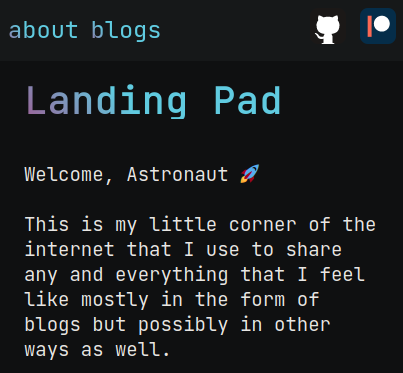 about blogs
Landing Pad
Welcome, Astronaut 🚀
This is my little corner of the
internet that I use to share
any and everything that I feel
like mostly in the form of
blogs but possibly in other
ways as well.